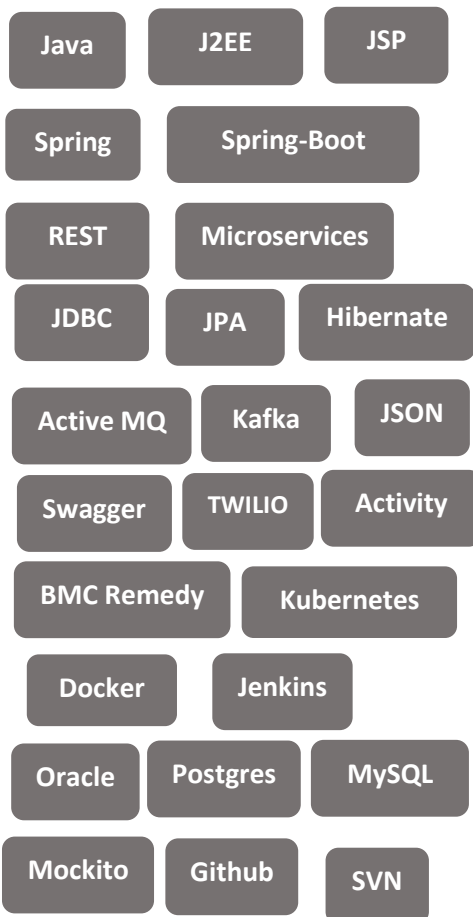 Java J2EE JSP
Spring Spring-Boot
REST Microservices
JDBC JPA Hibernate
Active MQ Kafka JSON
Swagger TWILIO Activity
BMC Remedy Kubernetes
Docker Jenkins
Oracle Postgres MySQL
Mockito Github SVN